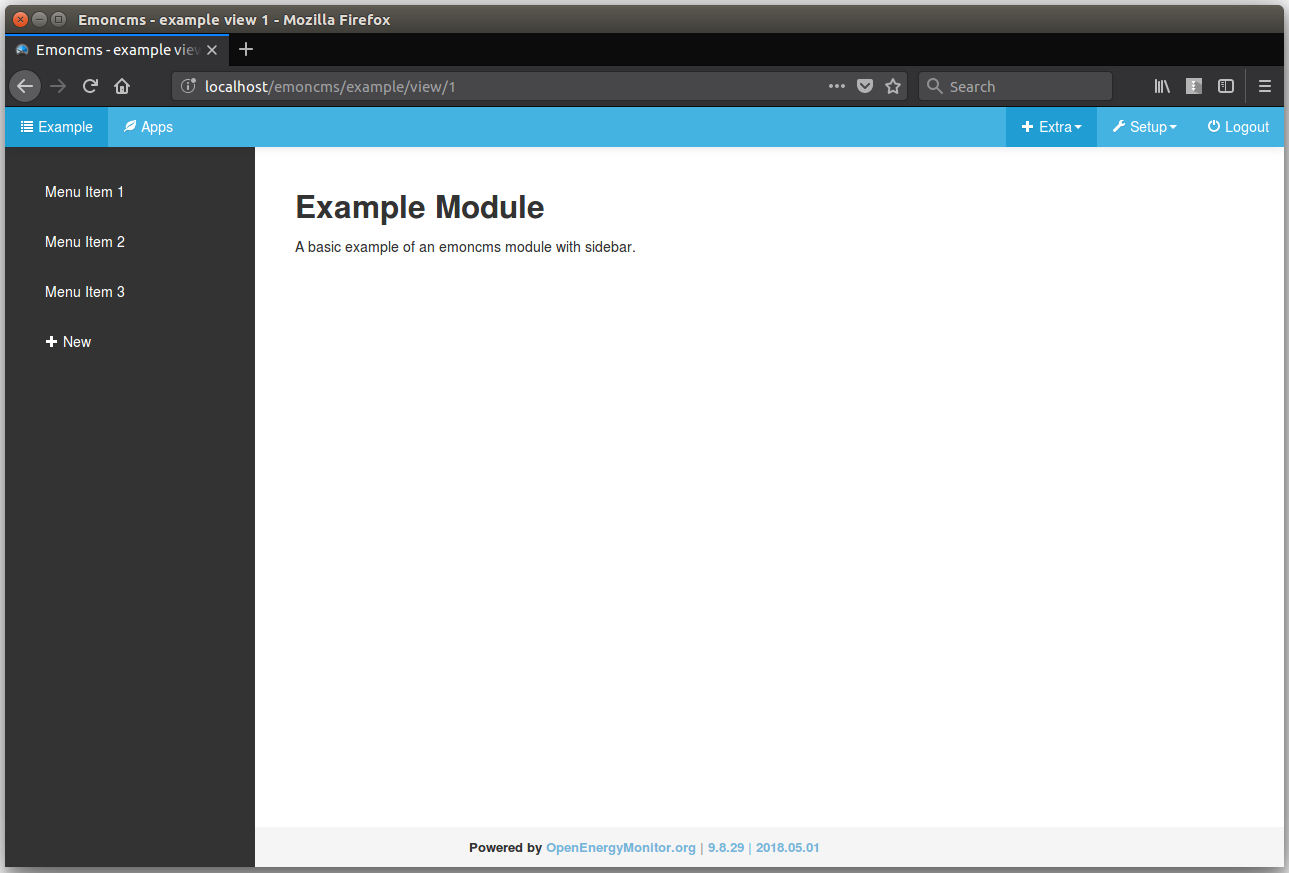 Emoncms - example view 1 - Mozilla Firefox
Emoncms - example view
localhost/emoncms/example/view/1
Search
Example
Apps
Extra
Setup
Logout
Menu Item 1
Menu Item 2
Menu Item 3
New
Example Module
A basic example of an emoncms module with sidebar.
Powered by OpenEnergyMonitor.org | 9.8.29 | 2018.05.01